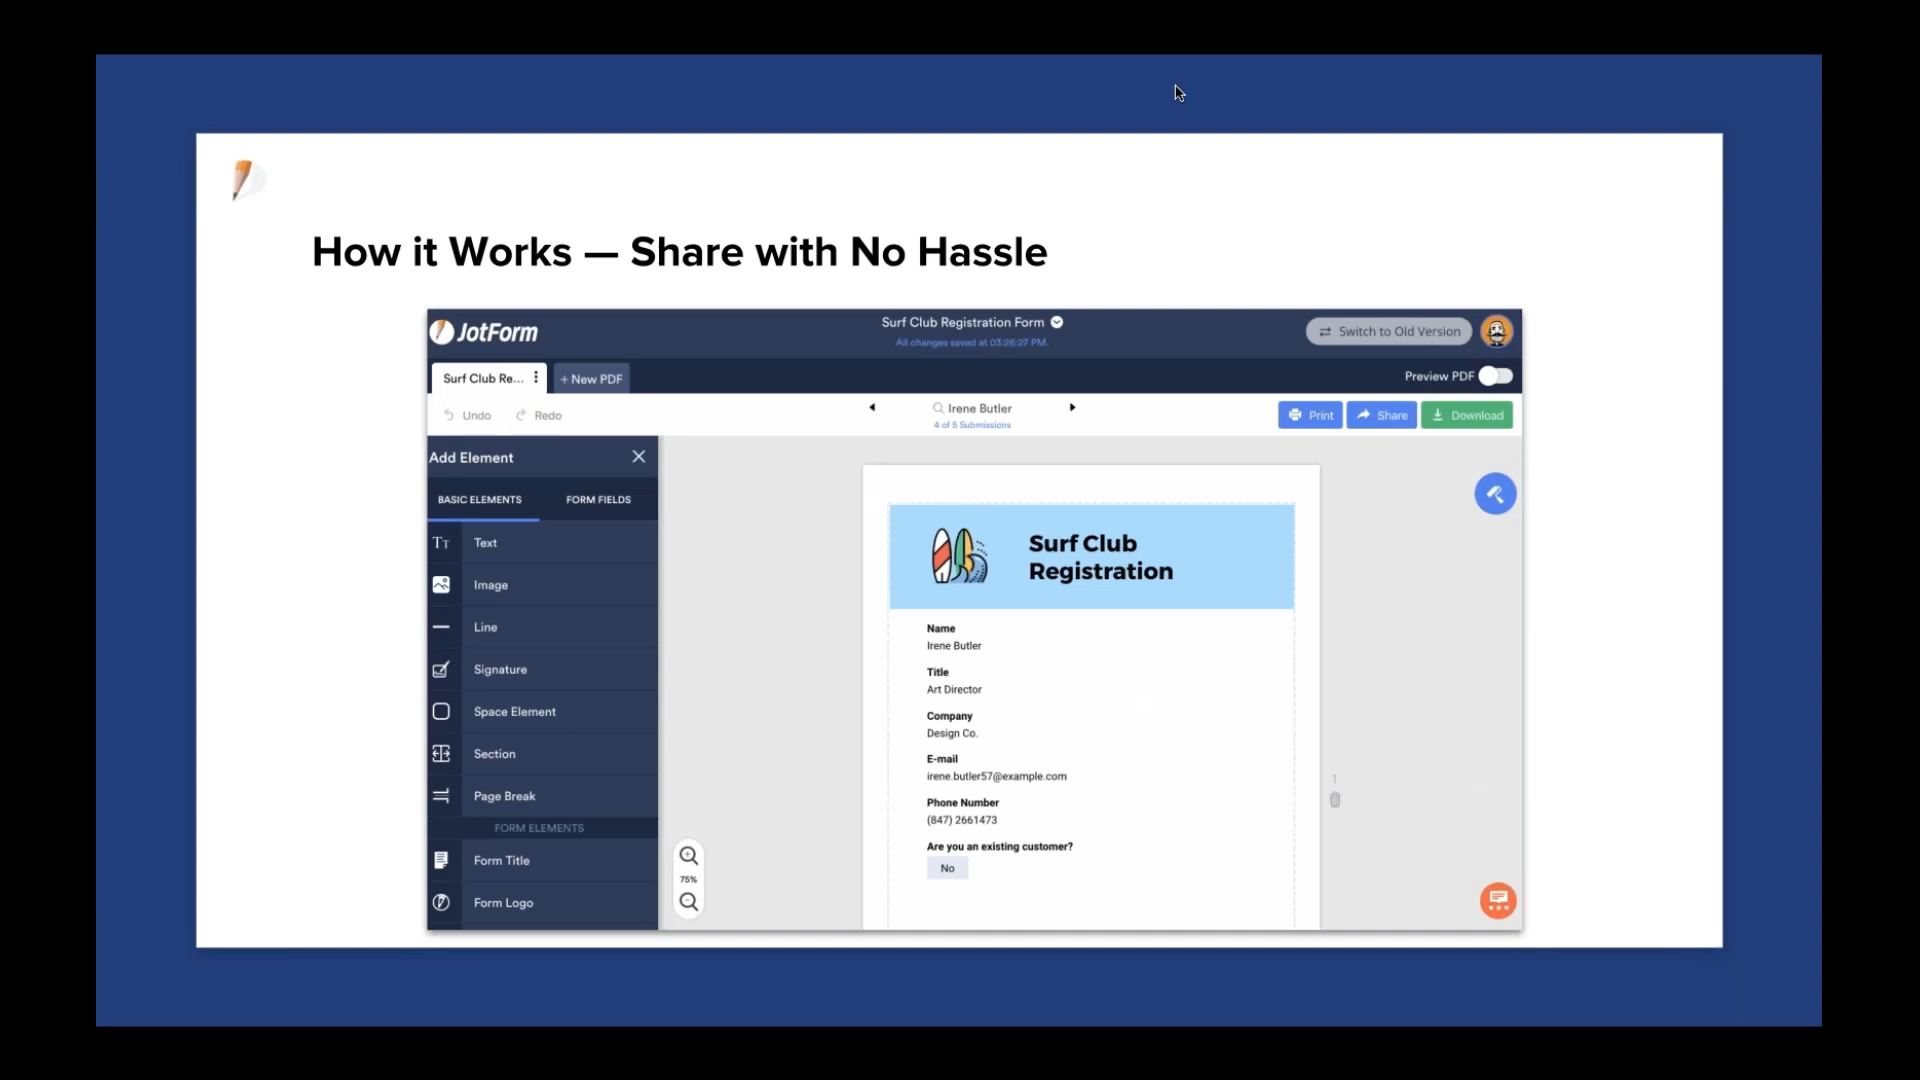 How it Works — Share with No Hassle
JotForm
Surf Club Registration Form
All changes saved at 03:26:27 PM.
Switch to Old Version
Surf Club Re...
+ New PDF
Preview PDF
Undo
Redo
Irene Butler
4 of 5 Submissions
Print
Share
Download
Add Element
BASIC ELEMENTS
FORM FIELDS
Tт Text
Image
Line
Signature
Space Element
Section
Page Break
FORM ELEMENTS
Form Title
Form Logo
75%
Surf Club
Registration
Name
Irene Butler
Title
Art Director
Company
Design Co.
E-mail
irene.butler57@example.com
Phone Number
(847) 2661473
Are you an existing customer?
No
1